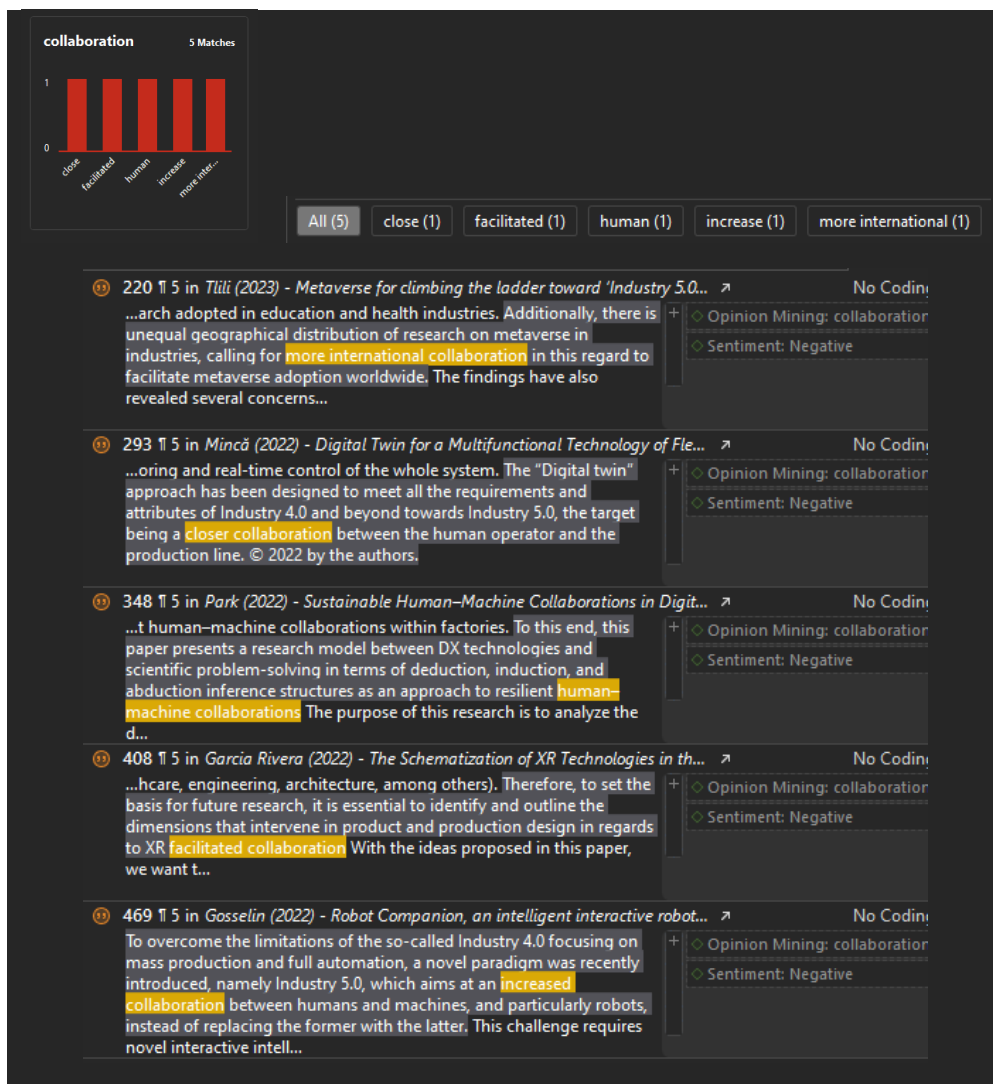 collaboration 5 Matches
1
0
close
facilitated
human
increase
more inter...
All (5) close (1) facilitated (1) human (1) increase (1) more international (1)
220 ¶ 5 in Tlili (2023) - Metaverse for climbing the ladder toward ‘Industry 5.0... ↗ No Coding
...arch adopted in education and health industries. Additionally, there is
unequal geographical distribution of research on metaverse in
industries, calling for more international collaboration in this regard to
facilitate metaverse adoption worldwide. The findings have also
revealed several concerns...
+
◇ Opinion Mining: collaboration
◇ Sentiment: Negative
293 ¶ 5 in Mincă (2022) - Digital Twin for a Multifunctional Technology of Fle... ↗ No Coding
...oring and real-time control of the whole system. The “Digital twin”
approach has been designed to meet all the requirements and
attributes of Industry 4.0 and beyond towards Industry 5.0, the target
being a closer collaboration between the human operator and the
production line. © 2022 by the authors.
+
◇ Opinion Mining: collaboration
◇ Sentiment: Negative
348 ¶ 5 in Park (2022) - Sustainable Human–Machine Collaborations in Digit... ↗ No Coding
...t human–machine collaborations within factories. To this end, this
paper presents a research model between DX technologies and
scientific problem-solving in terms of deduction, induction, and
abduction inference structures as an approach to resilient human–
machine collaborations The purpose of this research is to analyze the
d...
+
◇ Opinion Mining: collaboration
◇ Sentiment: Negative
408 ¶ 5 in Garcia Rivera (2022) - The Schematization of XR Technologies in th... ↗ No Coding
...hcare, engineering, architecture, among others). Therefore, to set the
basis for future research, it is essential to identify and outline the
dimensions that intervene in product and production design in regards
to XR facilitated collaboration With the ideas proposed in this paper,
we want t...
+
◇ Opinion Mining: collaboration
◇ Sentiment: Negative
469 ¶ 5 in Gosselin (2022) - Robot Companion, an intelligent interactive robot... ↗ No Coding
To overcome the limitations of the so-called Industry 4.0 focusing on
mass production and full automation, a novel paradigm was recently
introduced, namely Industry 5.0, which aims at an increased
collaboration between humans and machines, and particularly robots,
instead of replacing the former with the latter. This challenge requires
novel interactive intell...
+
◇ Opinion Mining: collaboration
◇ Sentiment: Negative